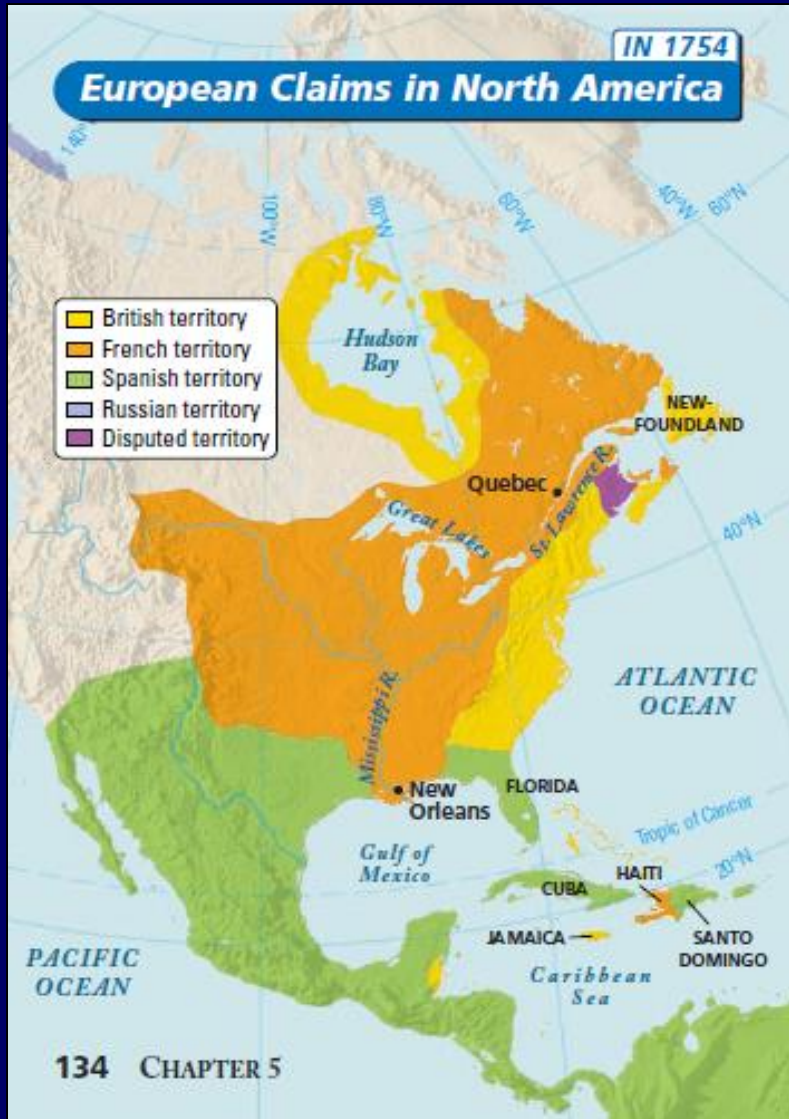 IN 1754
European Claims in North America
140°
100°W
80°W
60°W
40°W
60°N
British territory
French territory
Spanish territory
Russian territory
Disputed territory
Hudson
Bay
NEW-
FOUNDLAND
Quebec
St. Lawrence R.
Great Lakes
40°N
ATLANTIC
OCEAN
Mississippi R.
New
Orleans
FLORIDA
Tropic of Cancer
20°N
Gulf of
Mexico
CUBA
HAITI
JAMAICA
SANTO
DOMINGO
PACIFIC
OCEAN
Caribbean
Sea
134 CHAPTER 5